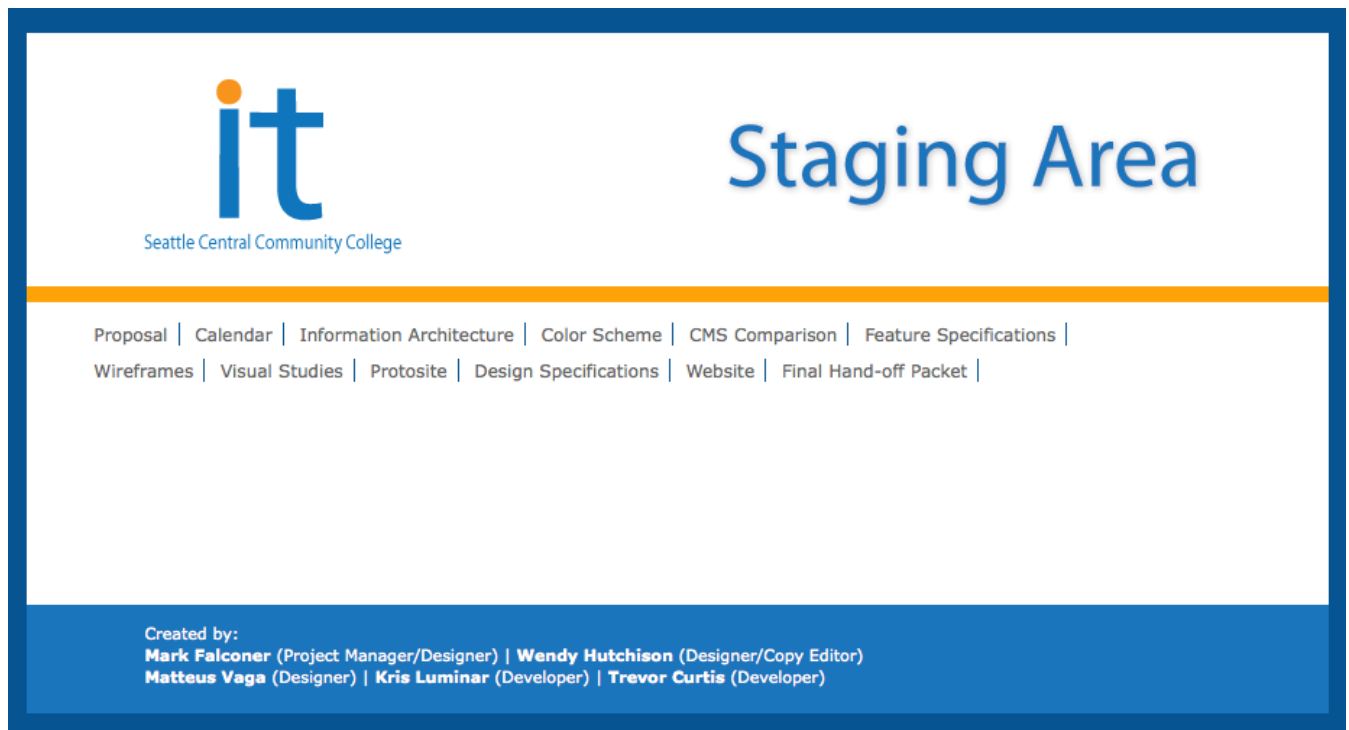 it
Seattle Central Community College
Staging Area
Proposal | Calendar | Information Architecture | Color Scheme | CMS Comparison | Feature Specifications |
Wireframes | Visual Studies | Protosite | Design Specifications | Website | Final Hand-off Packet |
Created by:
Mark Falconer (Project Manager/Designer) | Wendy Hutchison (Designer/Copy Editor)
Matteus Vaga (Designer) | Kris Luminar (Developer) | Trevor Curtis (Developer)